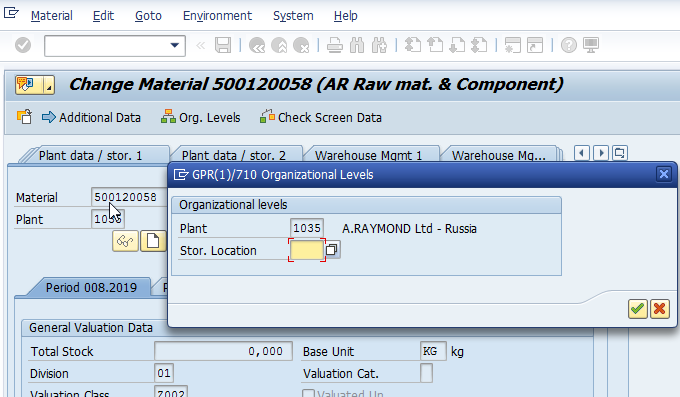 Material Edit Goto Environment System Help
Change Material 500120058 (AR Raw mat. & Component)
Additional Data Org. Levels Check Screen Data
Plant data / stor. 1 Plant data / stor. 2 Warehouse Mgmt 1 Warehouse Mg...
GPR(1)/710 Organizational Levels
Material 500120058
Plant
Organizational levels
Plant 1035 A.RAYMOND Ltd - Russia
Stor. Location
Period 008.2019
General Valuation Data
Total Stock 0,000 Base Unit KG kg
Division 01 Valuation Cat.
Valuation Class Z002 Valuated Un